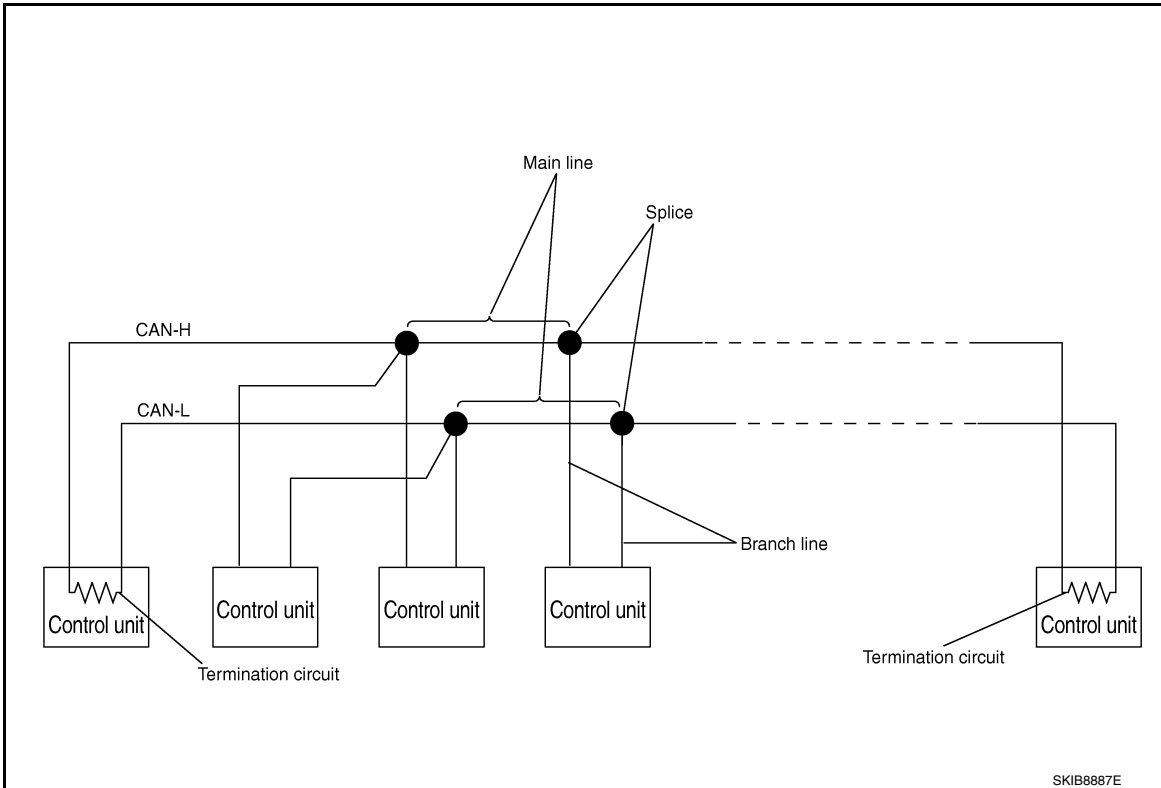 Main line
Splice
CAN-H
CAN-L
Branch line
Control unit
Control unit
Control unit
Control unit
Control unit
Termination circuit
Termination circuit
SKIB8887E